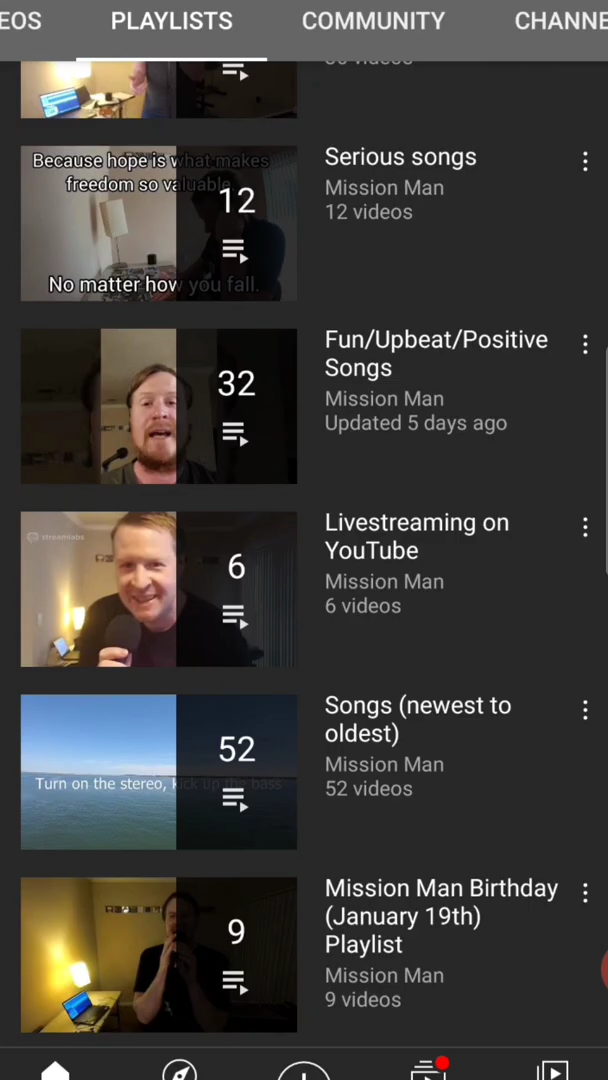 EOS PLAYLISTS COMMUNITY CHANNE
Because hope is what makes
freedom so valuable
No matter how you fall.
12
Serious songs
Mission Man
12 videos
32
Fun/Upbeat/Positive
Songs
Mission Man
Updated 5 days ago
streamlabs
6
Livestreaming on
YouTube
Mission Man
6 videos
Turn on the stereo, kick up the bass
52
Songs (newest to
oldest)
Mission Man
52 videos
9
Mission Man Birthday
(January 19th)
Playlist
Mission Man
9 videos